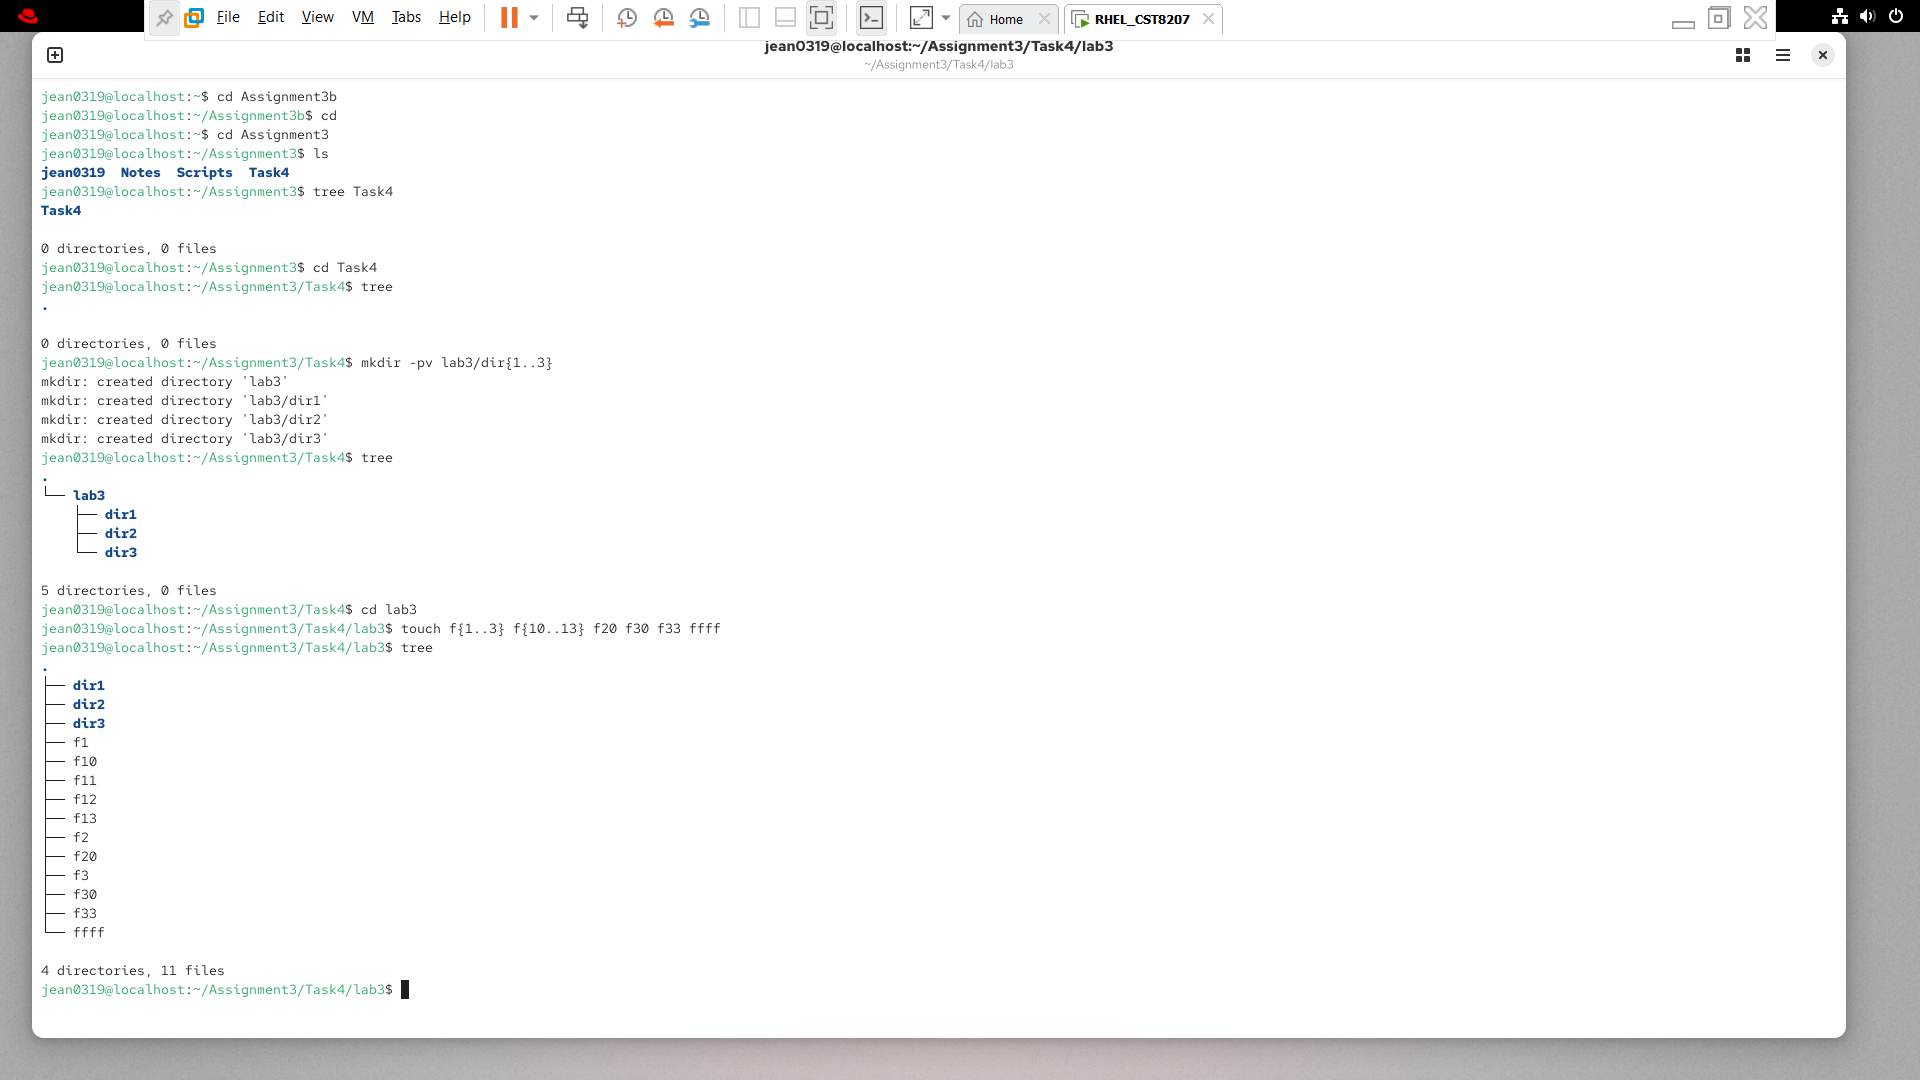 File Edit View VM Tabs Help Home RHEL_CST8207
jean0319@localhost:~/Assignment3/Task4/lab3
~/Assignment3/Task4/lab3
jean0319@localhost:~$ cd Assignment3b
jean0319@localhost:~/Assignment3b$ cd
jean0319@localhost:~$ cd Assignment3
jean0319@localhost:~/Assignment3$ ls
jean0319  Notes  Scripts  Task4
jean0319@localhost:~/Assignment3$ tree Task4
Task4
0 directories, 0 files
jean0319@localhost:~/Assignment3$ cd Task4
jean0319@localhost:~/Assignment3/Task4$ tree
.
0 directories, 0 files
jean0319@localhost:~/Assignment3/Task4$ mkdir -pv lab3/dir{1..3}
mkdir: created directory 'lab3'
mkdir: created directory 'lab3/dir1'
mkdir: created directory 'lab3/dir2'
mkdir: created directory 'lab3/dir3'
jean0319@localhost:~/Assignment3/Task4$ tree
.
└── lab3
    ├── dir1
    ├── dir2
    └── dir3
5 directories, 0 files
jean0319@localhost:~/Assignment3/Task4$ cd lab3
jean0319@localhost:~/Assignment3/Task4/lab3$ touch f{1..3} f{10..13} f20 f30 f33 ffff
jean0319@localhost:~/Assignment3/Task4/lab3$ tree
.
├── dir1
├── dir2
├── dir3
├── f1
├── f10
├── f11
├── f12
├── f13
├── f2
├── f20
├── f3
├── f30
├── f33
└── ffff
4 directories, 11 files
jean0319@localhost:~/Assignment3/Task4/lab3$